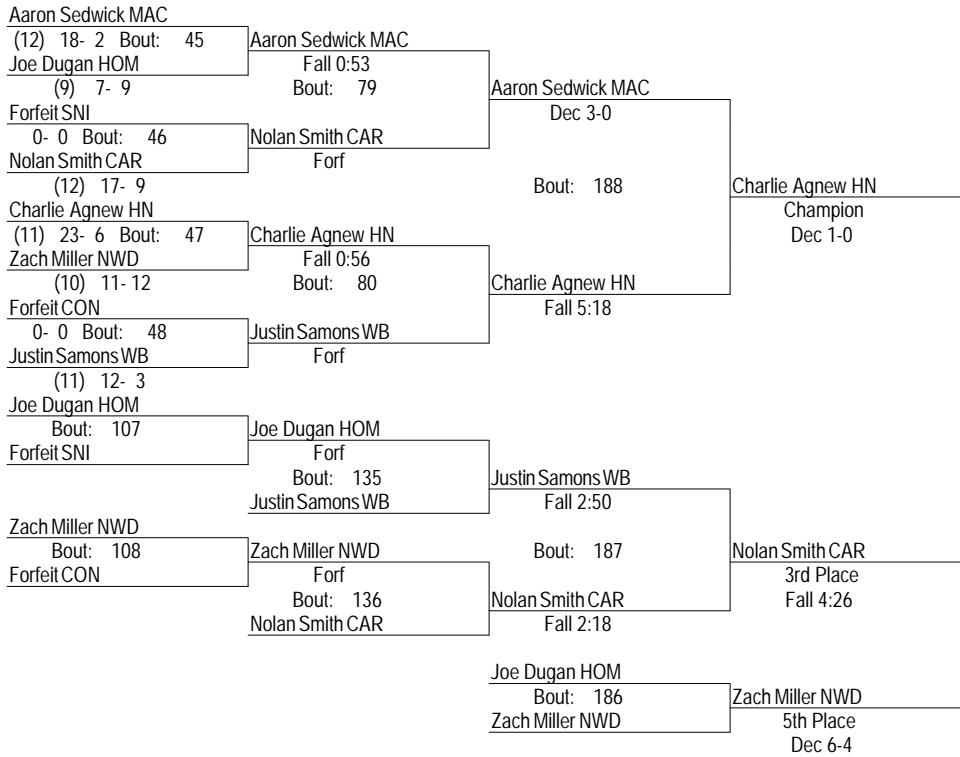 Aaron Sedwick MAC
(12) 18- 2 Bout: 45 Aaron Sedwick MAC
Joe Dugan HOM Fall 0:53
(9) 7- 9 Bout: 79 Aaron Sedwick MAC
Forfeit SNI Dec 3-0
0- 0 Bout: 46 Nolan Smith CAR
Nolan Smith CAR Forf
(12) 17- 9 Bout: 188 Charlie Agnew HN
Charlie Agnew HN Champion
(11) 23- 6 Bout: 47 Charlie Agnew HN Dec 1-0
Zach Miller NWD Fall 0:56
(10) 11- 12 Bout: 80 Charlie Agnew HN
Forfeit CON Fall 5:18
0- 0 Bout: 48 Justin Samons WB
Justin Samons WB Forf
(11) 12- 3
Joe Dugan HOM
Bout: 107 Joe Dugan HOM
Forfeit SNI Forf
Bout: 135 Justin Samons WB
Justin Samons WB Fall 2:50
Zach Miller NWD
Bout: 108 Zach Miller NWD Bout: 187 Nolan Smith CAR
Forfeit CON Forf 3rd Place
Bout: 136 Nolan Smith CAR Fall 4:26
Nolan Smith CAR Fall 2:18
Joe Dugan HOM
Bout: 186 Zach Miller NWD
Zach Miller NWD 5th Place
Dec 6-4